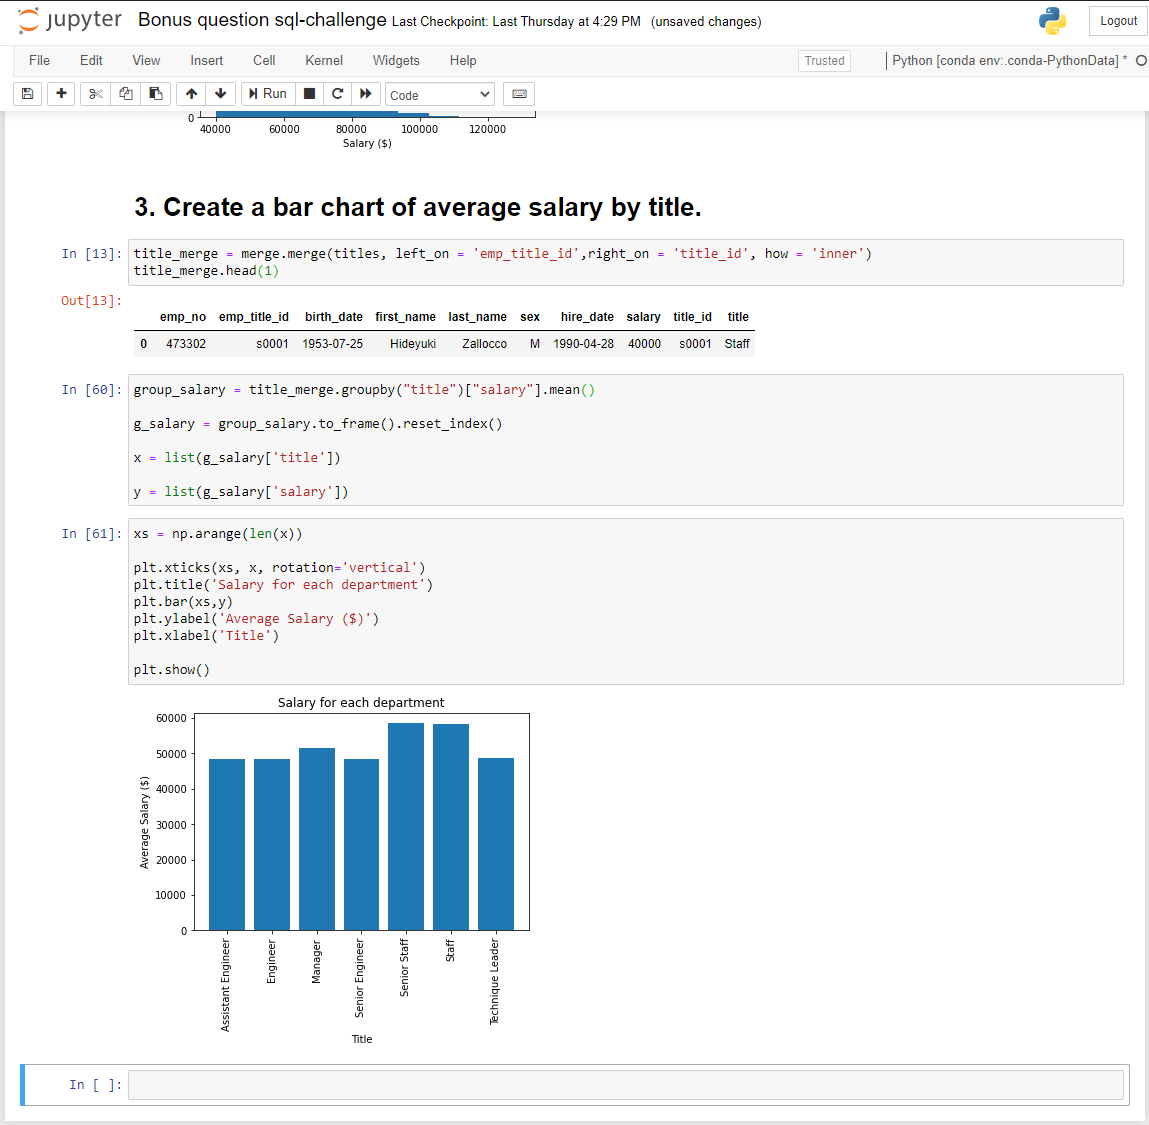 jupyter Bonus question sql-challenge Last Checkpoint: Last Thursday at 4:29 PM (unsaved changes)
Logout
File Edit View Insert Cell Kernel Widgets Help
Trusted
Python [conda env:.conda-PythonData] *
Run
Code
0
40000 60000 80000 100000 120000
Salary ($)
3. Create a bar chart of average salary by title.
In [13]: title_merge = merge.merge(titles, left_on = 'emp_title_id',right_on = 'title_id', how = 'inner')
title_merge.head(1)
Out[13]:
emp_no emp_title_id birth_date first_name last_name sex hire_date salary title_id title
0 473302 s0001 1953-07-25 Hideyuki Zallocco M 1990-04-28 40000 s0001 Staff
In [60]: group_salary = title_merge.groupby("title")["salary"].mean()
g_salary = group_salary.to_frame().reset_index()
x = list(g_salary['title'])
y = list(g_salary['salary'])
In [61]: xs = np.arange(len(x))
plt.xticks(xs, x, rotation='vertical')
plt.title('Salary for each department')
plt.bar(xs,y)
plt.ylabel('Average Salary ($)')
plt.xlabel('Title')
plt.show()
Salary for each department
60000
50000
40000
30000
20000
10000
0
Average Salary ($)
Assistant Engineer
Engineer
Manager
Senior Engineer
Senior Staff
Staff
Technique Leader
Title
In [ ]: